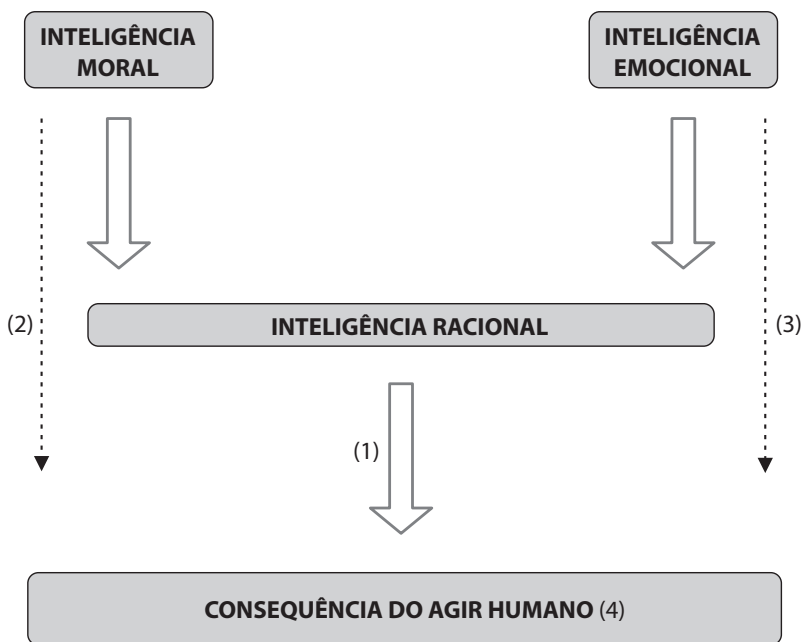 INTELIGÊNCIA
MORAL
INTELIGÊNCIA
EMOCIONAL
(2)
INTELIGÊNCIA RACIONAL
(3)
(1)
CONSEQUÊNCIA DO AGIR HUMANO (4)